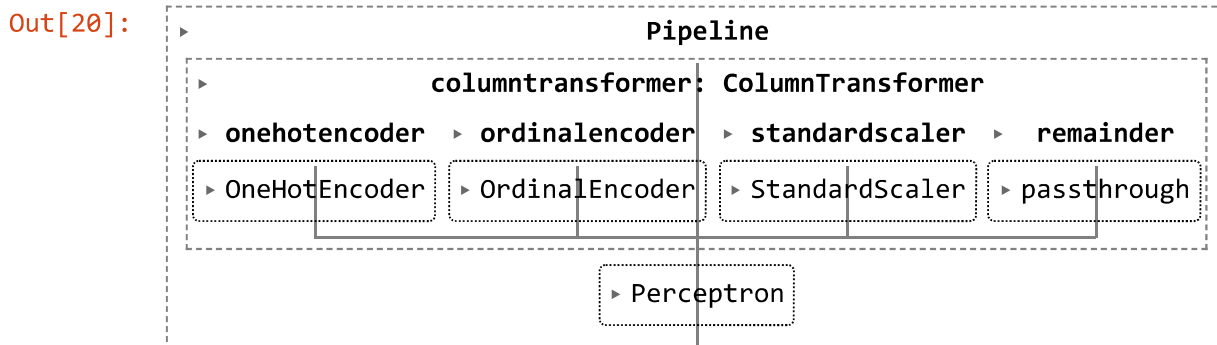 Out[20]:
Pipeline
columntransformer: ColumnTransformer
onehotencoder ordinalencoder standardscaler remainder
OneHotEncoder OrdinalEncoder StandardScaler passthrough
Perceptron